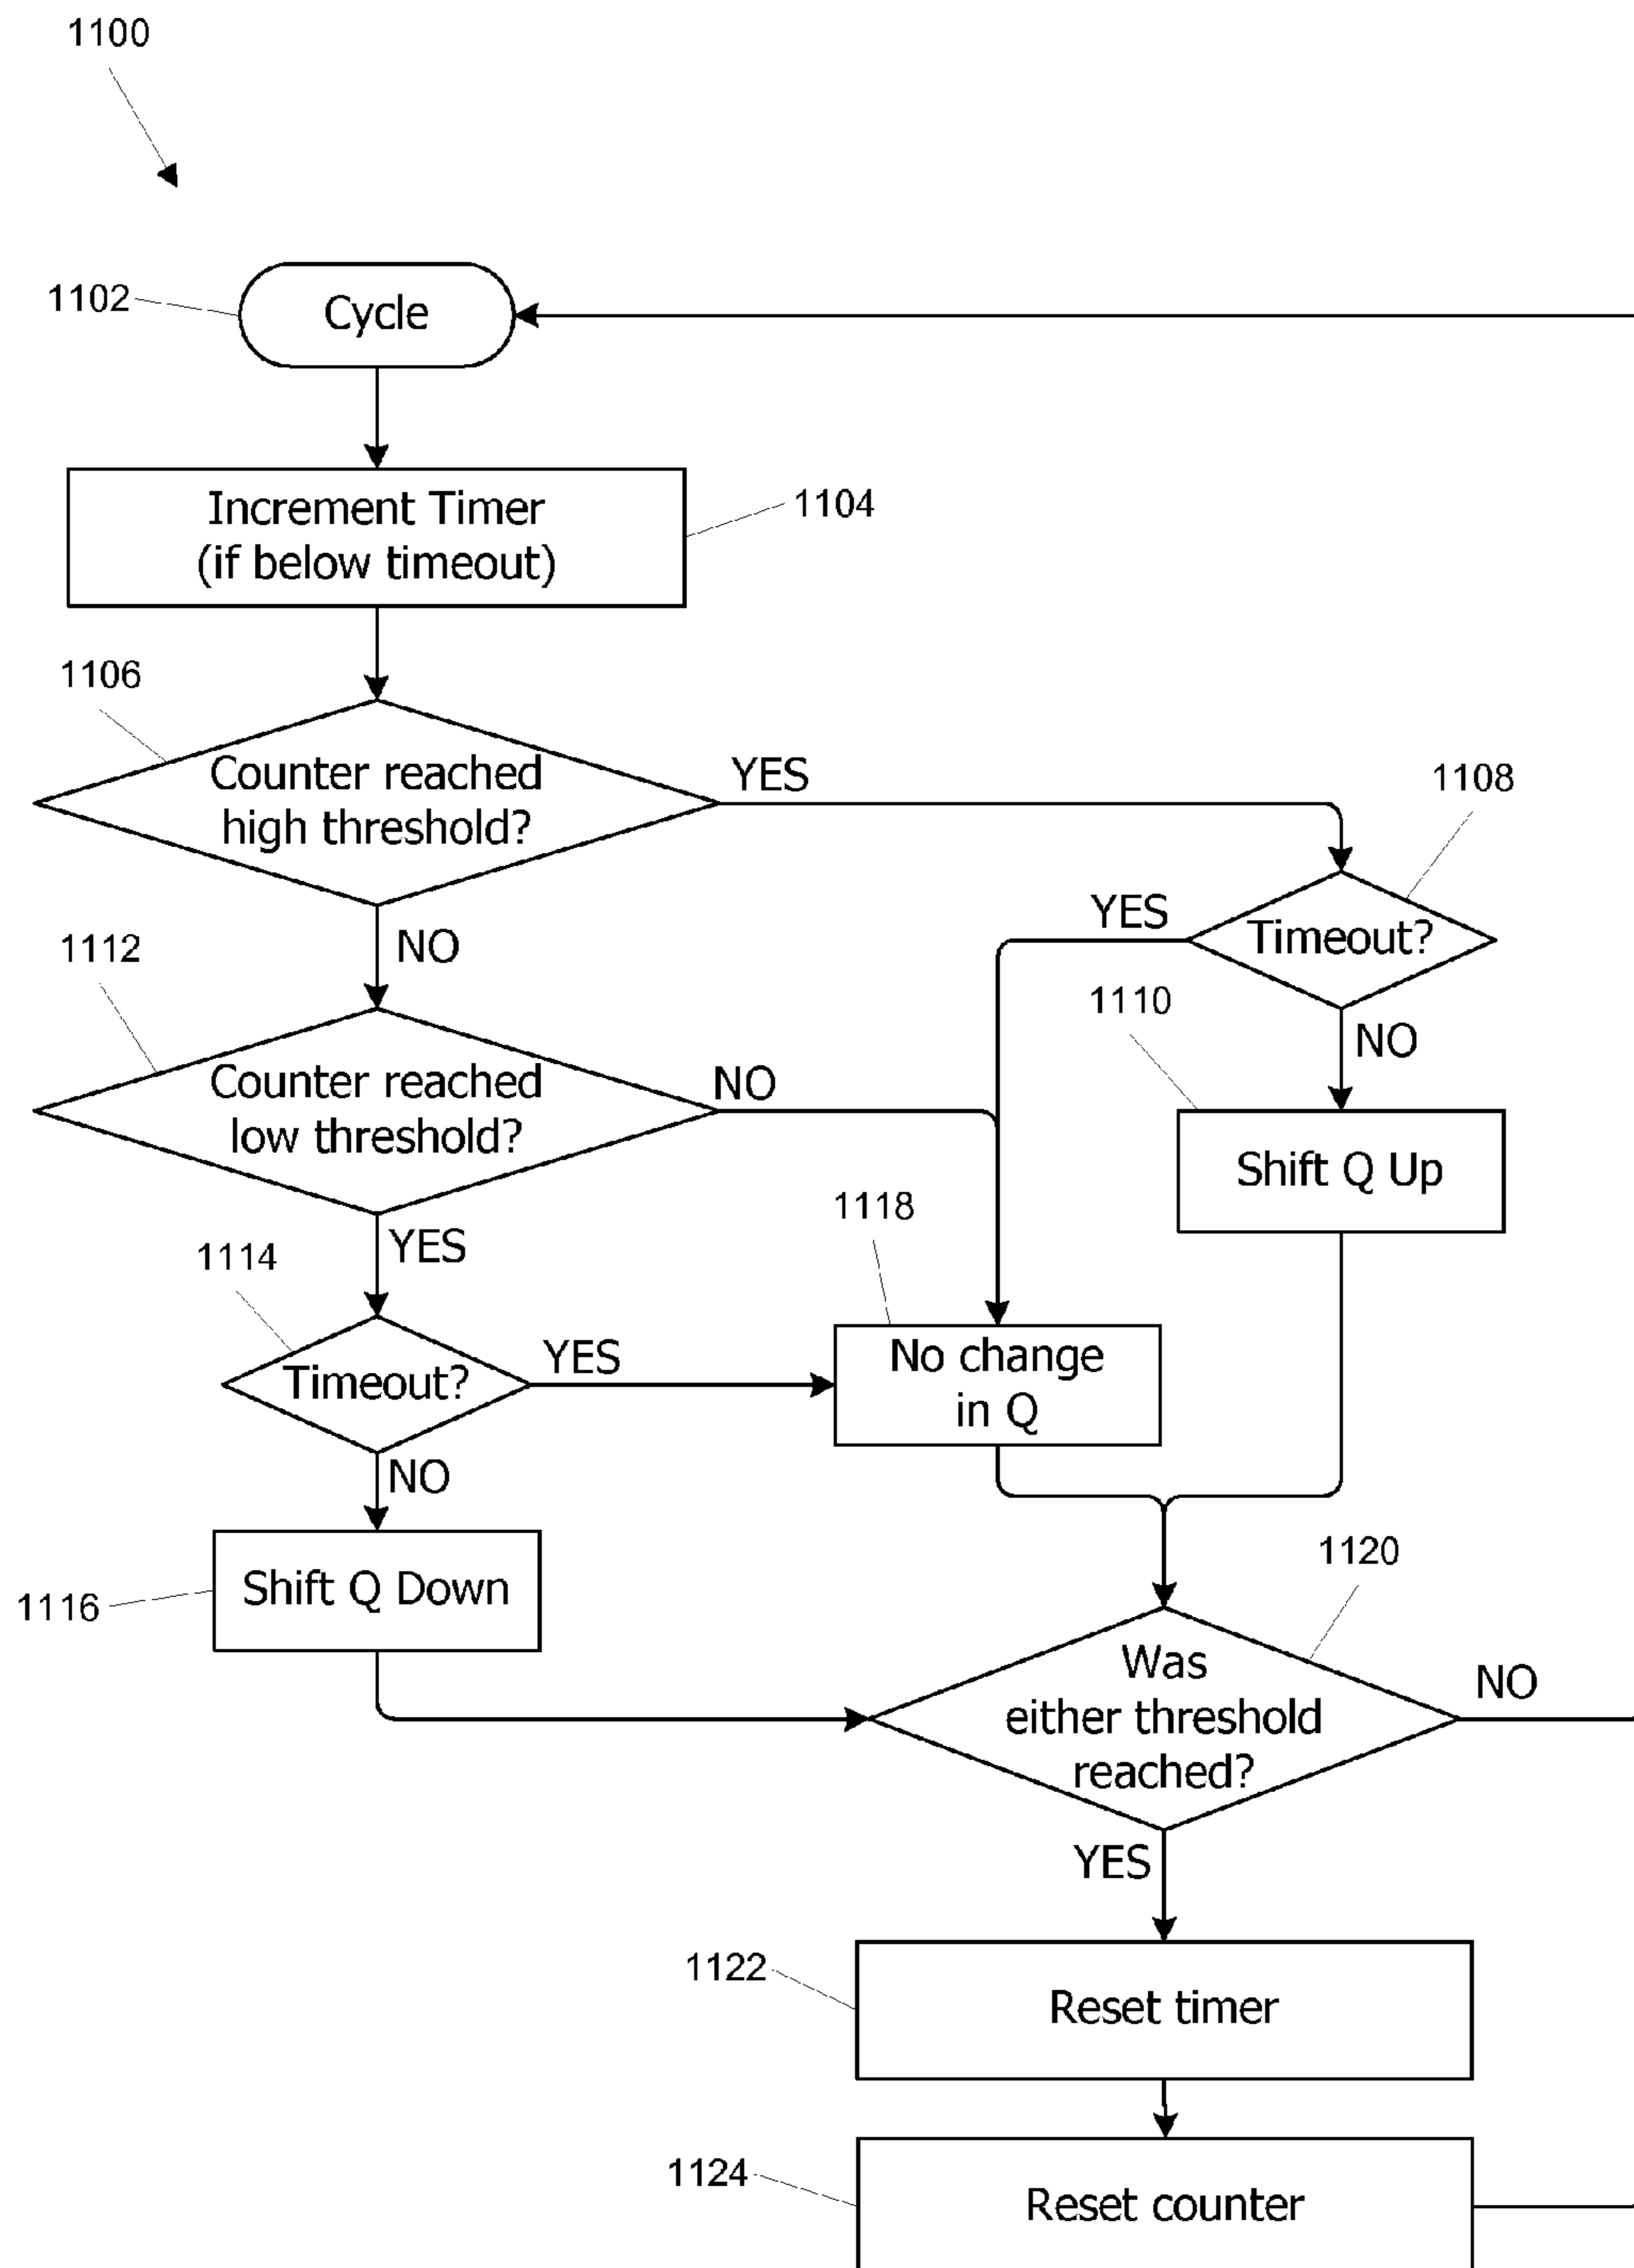 1100
1102
Cycle
Increment Timer
(if below timeout)
1104
1106
Counter reached
high threshold?
YES
1108
Timeout?
YES
NO
1110
Shift Q Up
NO
1112
Counter reached
low threshold?
NO
YES
1114
Timeout?
YES
1118
No change
in Q
NO
1116
Shift Q Down
1120
Was
either threshold
reached?
NO
YES
1122
Reset timer
1124
Reset counter